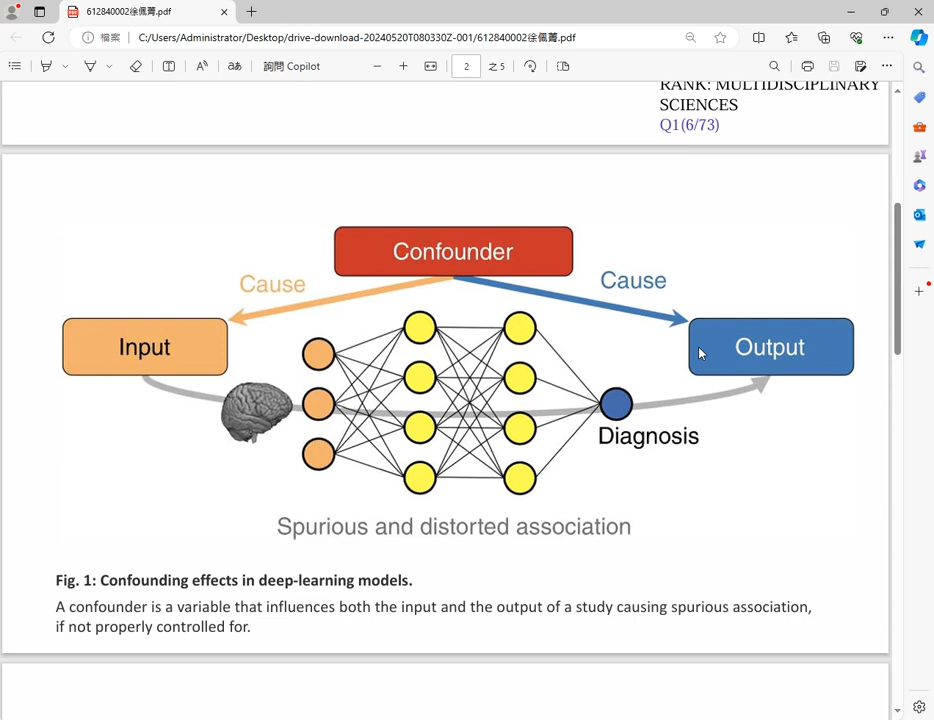 612840002徐佩菁.pdf
檔案
C:/Users/Administrator/Desktop/drive-download-20240520T080330Z-001/612840002徐佩菁.pdf
aあ
詢問 Copilot
2
之 5
RANK: MULTIDISCIPLINARY
SCIENCES
Q1(6/73)
Confounder
Cause
Cause
Input
Output
Diagnosis
Spurious and distorted association
Fig. 1: Confounding effects in deep-learning models.
A confounder is a variable that influences both the input and the output of a study causing spurious association,
if not properly controlled for.